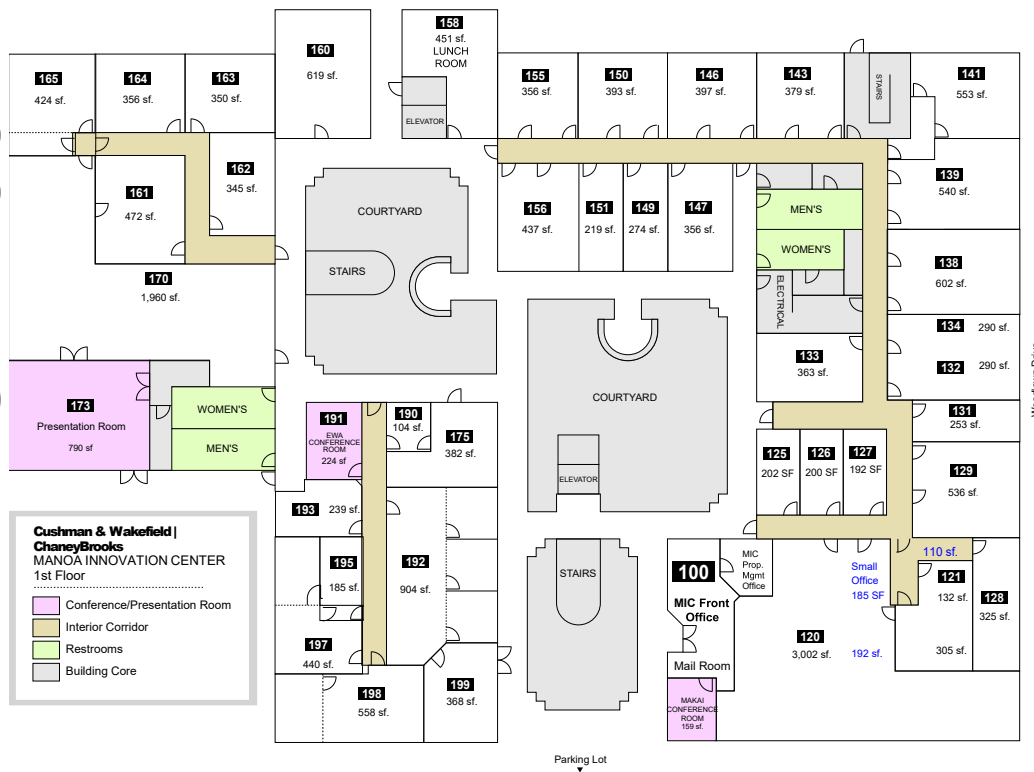 158
451 sf.
LUNCH
ROOM
ELEVATOR
160
619 sf.
165
424 sf.
164
356 sf.
163
350 sf.
155
356 sf.
150
393 sf.
146
397 sf.
143
379 sf.
STAIRS
141
553 sf.
162
345 sf.
161
472 sf.
139
540 sf.
COURTYARD
STAIRS
156
437 sf.
151
219 sf.
149
274 sf.
147
356 sf.
MEN'S
WOMEN'S
ELECTRICAL
138
602 sf.
170
1,960 sf.
134 290 sf.
132 290 sf.
133
363 sf.
173
Presentation Room
790 sf
WOMEN'S
MEN'S
191
EWA
CONFERENCE
ROOM
224 sf
190
104 sf.
175
382 sf.
COURTYARD
ELEVATOR
131
253 sf.
125
202 SF
126
200 SF
127
192 SF
129
536 sf.
193 239 sf.
195
185 sf.
192
904 sf.
197
440 sf.
198
558 sf.
199
368 sf.
STAIRS
100
MIC Front
Office
MIC
Prop.
Mgmt
Office
Mail Room
MAKAI
CONFERENCE
ROOM
159 sf.
Small
Office
185 SF
110 sf.
121
132 sf.
128
325 sf.
120
3,002 sf.
192 sf.
305 sf.
Cushman & Wakefield |
ChaneyBrooks
MANOA INNOVATION CENTER
1st Floor
Conference/Presentation Room
Interior Corridor
Restrooms
Building Core
Parking Lot